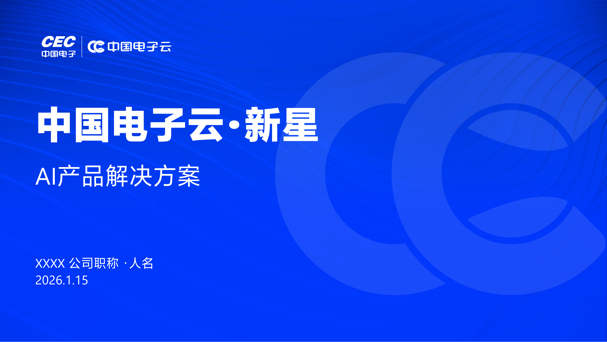 CEC
中国电子
中国电子云
中国电子云·新星
AI产品解决方案
XXXX 公司职称 ·人名
2026.1.15